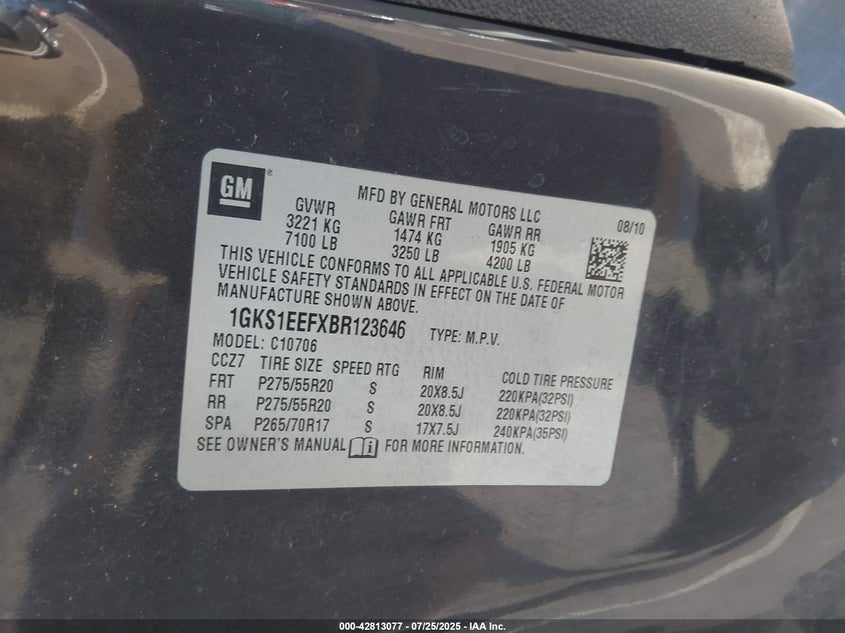 GM
MFD BY GENERAL MOTORS LLC
08/10
GVWR GAWR FRT GAWR RR
3221 KG 1474 KG 1905 KG
7100 LB 3250 LB 4200 LB
THIS VEHICLE CONFORMS TO ALL APPLICABLE U.S. FEDERAL MOTOR
VEHICLE SAFETY STANDARDS IN EFFECT ON THE DATE OF
MANUFACTURE SHOWN ABOVE.
1GKS1EEFXBR123646 TYPE: M.P.V.
MODEL: C10706
CCZ7 TIRE SIZE SPEED RTG RIM COLD TIRE PRESSURE
FRT P275/55R20 S 20X8.5J 220KPA(32PSI)
RR P275/55R20 S 20X8.5J 220KPA(32PSI)
SPA P265/70R17 S 17X7.5J 240KPA(35PSI)
SEE OWNER'S MANUAL FOR MORE INFORMATION.
000-42813077 - 07/25/2025 - IAA Inc.